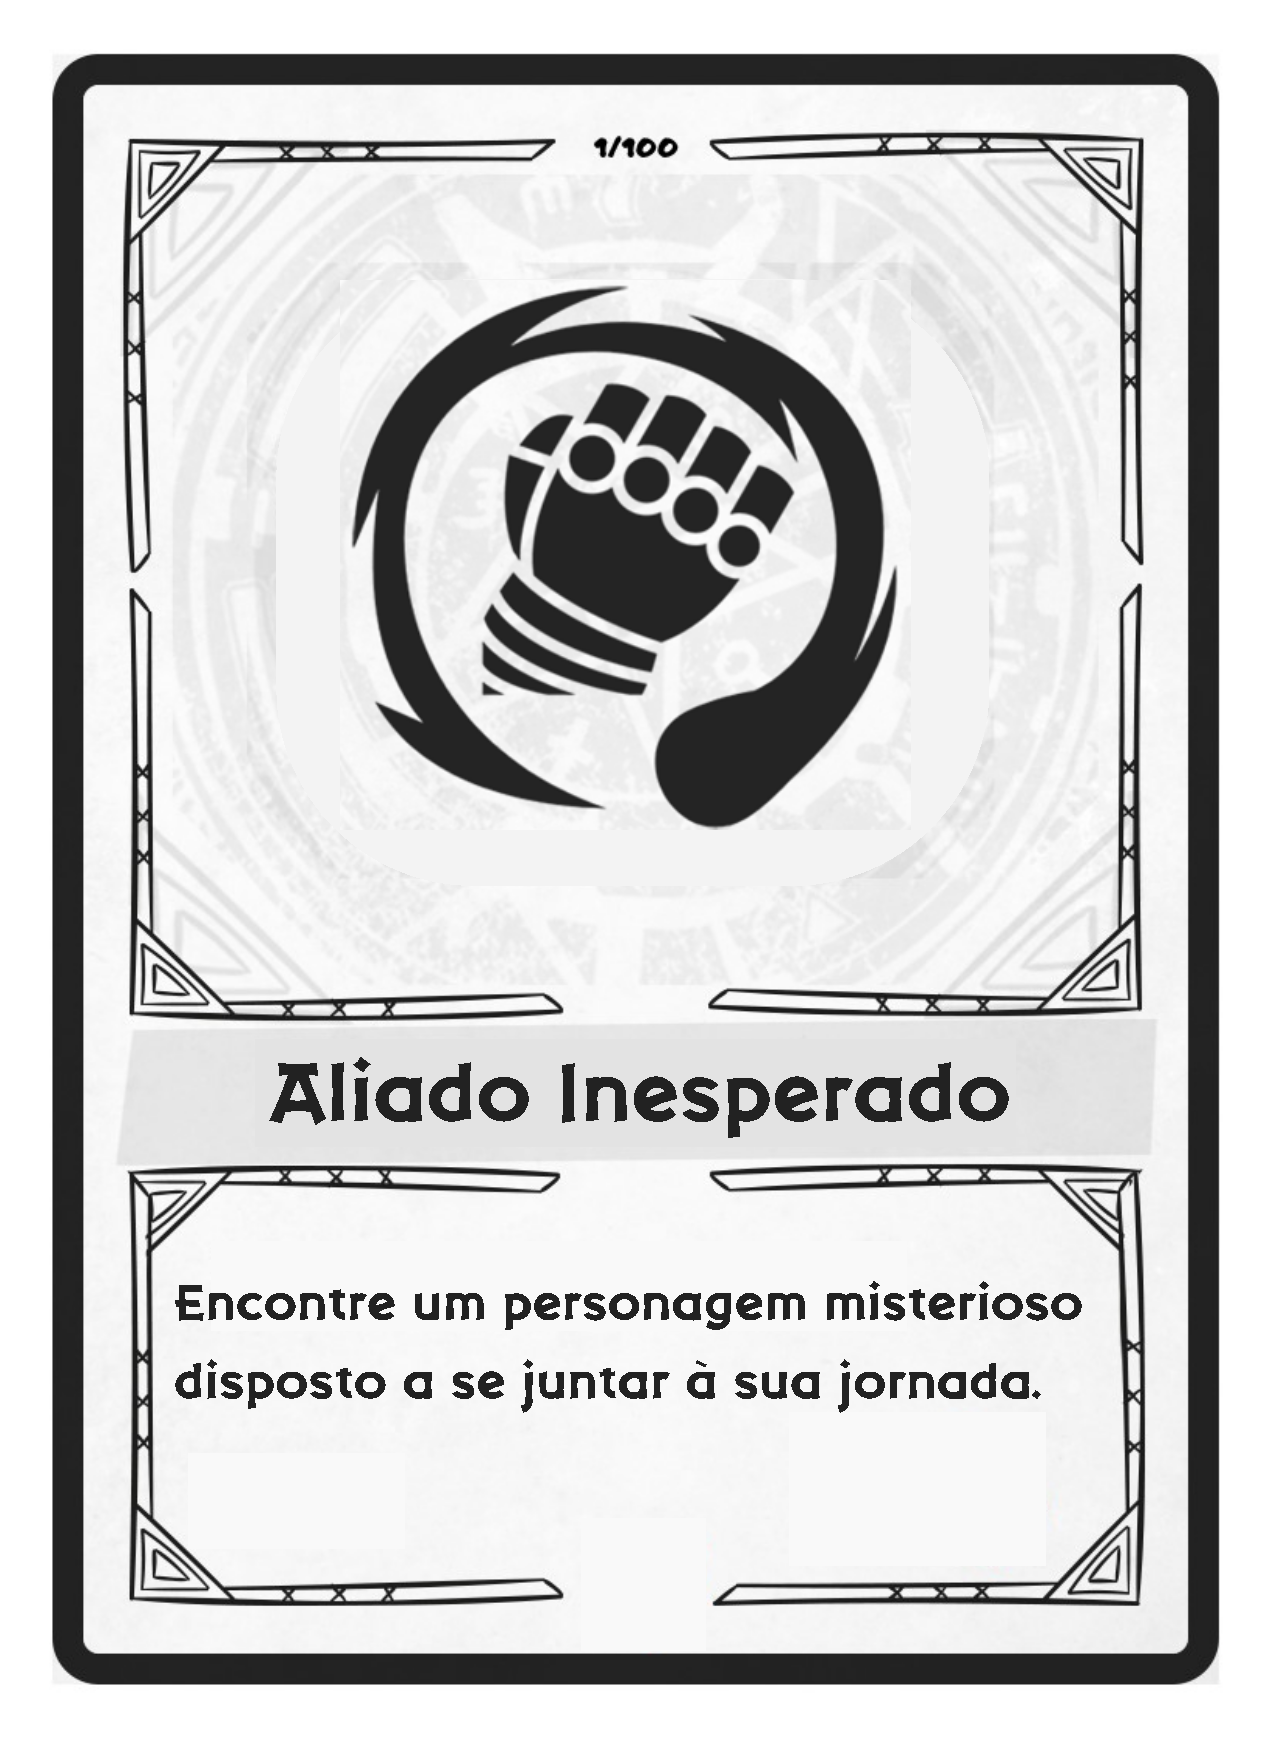 1/100
Aliado Inesperado
Encontre um personagem misterioso
disposto a se juntar à sua jornada.